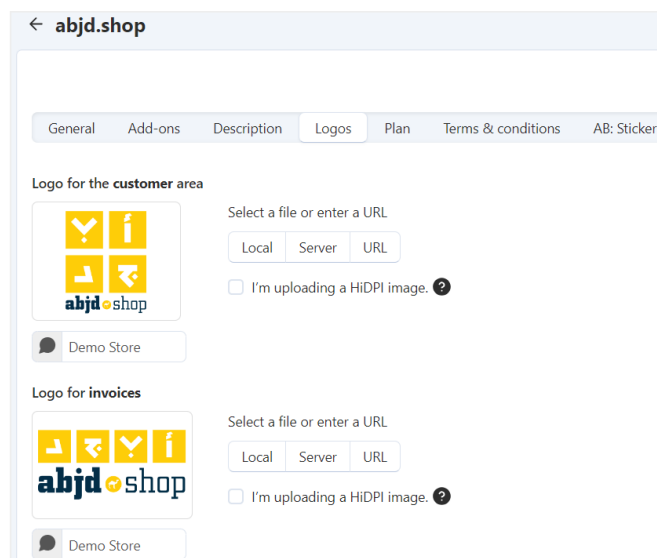 abjd.shop
General Add-ons Description Logos Plan Terms & conditions AB: Sticker
Logo for the customer area
أ ب
ج د
abjd shop
Select a file or enter a URL
Local Server URL
I'm uploading a HiDPI image. ?
Demo Store
Logo for invoices
أ ب ج د
abjd shop
Select a file or enter a URL
Local Server URL
I'm uploading a HiDPI image. ?
Demo Store